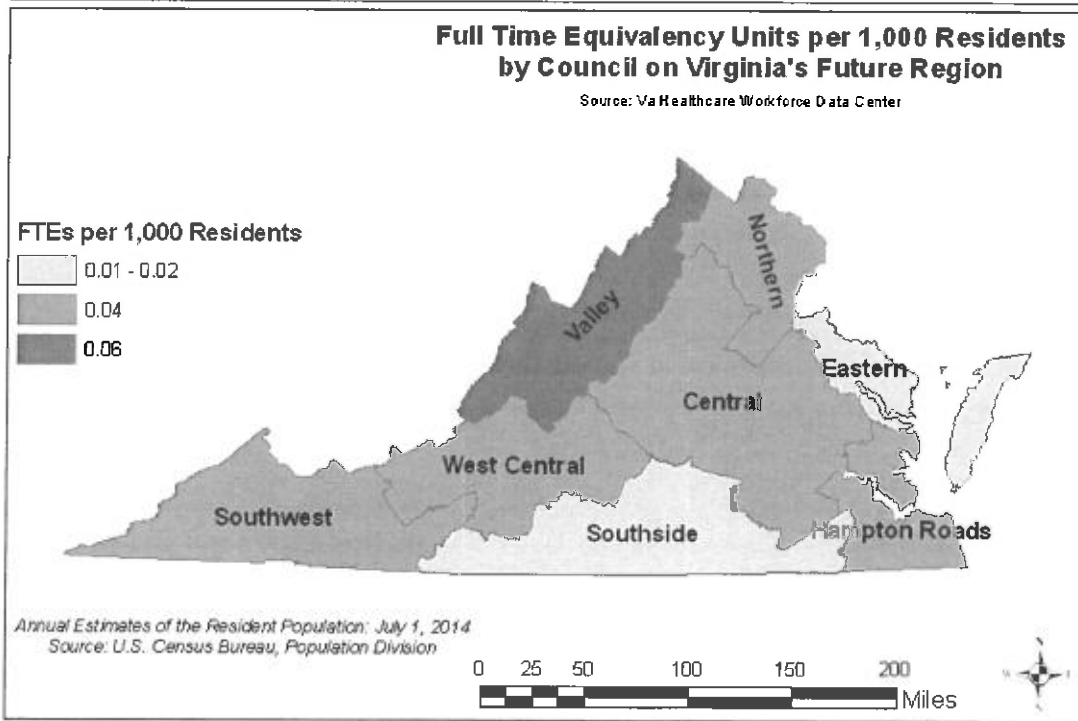 Full Time Equivalency Units per 1,000 Residents
by Council on Virginia's Future Region
Source: Va Healthcare Workforce Data Center
FTEs per 1,000 Residents
0.01 - 0.02
0.04
0.06
Northern
Valley
Eastern
Central
West Central
Southwest
Southside
Hampton Roads
Annual Estimates of the Resident Population: July 1, 2014
Source: U.S. Census Bureau, Population Division
0 25 50 100 150 200
Miles
N
W E
S